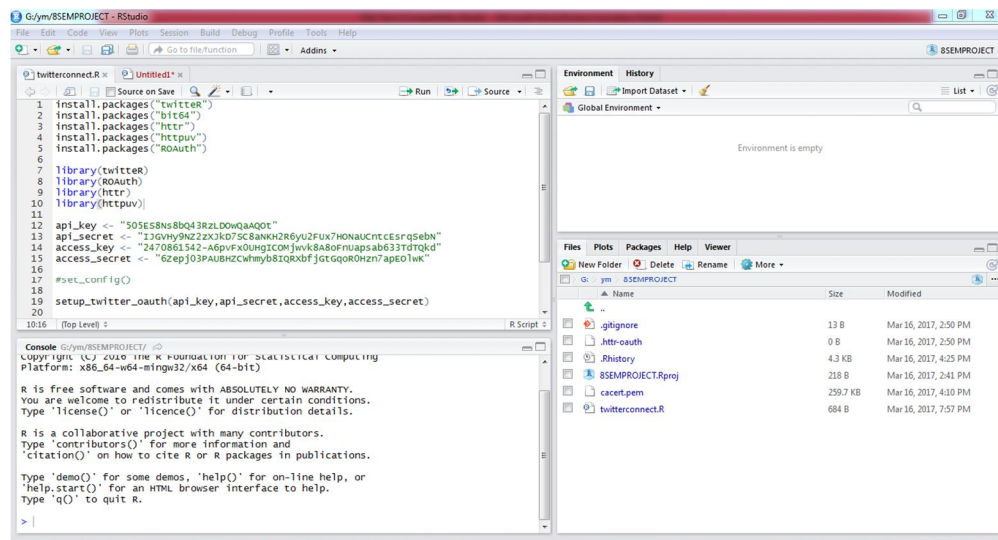 G:/ym/8SEMPROJECT - RStudio
File Edit Code View Plots Session Build Debug Profile Tools Help
Go to file/function Addins
8SEMPROJECT
twitterconnect.R × Untitled1* ×
Source on Save Run Source
1 install.packages("twitteR")
2 install.packages("bit64")
3 install.packages("httr")
4 install.packages("httpuv")
5 install.packages("ROAuth")
6
7 library(twitteR)
8 library(ROAuth)
9 library(httr)
10 library(httpuv)
11
12 api_key <- "505ES8Ns8bQ43RzLDOwQaAQOt"
13 api_secret <- "IJGVHy9NZ2zXJkD7SC8aNKH2R6yU2FUx7HONaUCntcEsrqSebN"
14 access_key <- "2470861542-A6pvFx0UHgICOMjwvk8A8oFnUapsab633TdTQkd"
15 access_secret <- "6Zepj03PAUBHZCWhmyb8IQRXbfjGtGqoR0Hzn7apEOlwK"
16
17 #set_config()
18
19 setup_twitter_oauth(api_key,api_secret,access_key,access_secret)
20
10:16 (Top Level) R Script
Console G:/ym/8SEMPROJECT/
Copyright (C) 2016 The R Foundation for Statistical Computing
Platform: x86_64-w64-mingw32/x64 (64-bit)
R is free software and comes with ABSOLUTELY NO WARRANTY.
You are welcome to redistribute it under certain conditions.
Type 'license()' or 'licence()' for distribution details.
R is a collaborative project with many contributors.
Type 'contributors()' for more information and
'citation()' on how to cite R or R packages in publications.
Type 'demo()' for some demos, 'help()' for on-line help, or
'help.start()' for an HTML browser interface to help.
Type 'q()' to quit R.
>
Environment History
Import Dataset List
Global Environment
Environment is empty
Files Plots Packages Help Viewer
New Folder Delete Rename More
G: ym 8SEMPROJECT
Name Size Modified
..
.gitignore 13 B Mar 16, 2017, 2:50 PM
.httr-oauth 0 B Mar 16, 2017, 2:50 PM
.Rhistory 4.3 KB Mar 16, 2017, 4:25 PM
8SEMPROJECT.Rproj 218 B Mar 16, 2017, 2:41 PM
cacert.pem 259.7 KB Mar 16, 2017, 4:10 PM
twitterconnect.R 684 B Mar 16, 2017, 7:57 PM